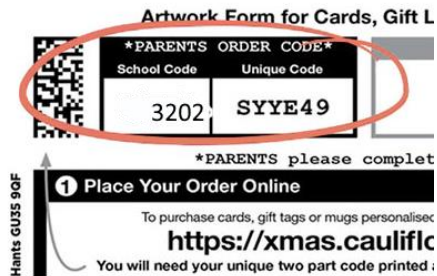 Artwork Form for Cards, Gift L
*PARENTS ORDER CODE*
School Code Unique Code
3202 SYYE49
*PARENTS please complet
1 Place Your Order Online
To purchase cards, gift tags or mugs personalised
https://xmas.cauliflo
You will need your unique two part code printed a
Hants GU35 9QF